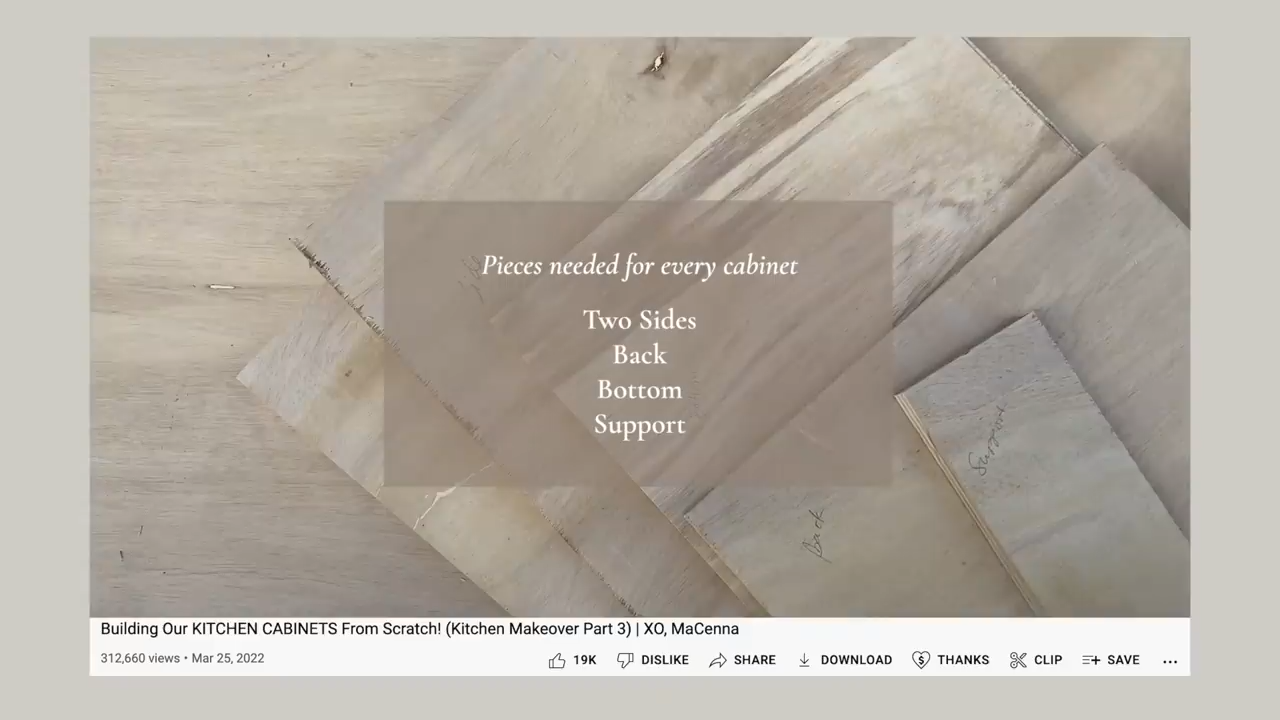 Pieces needed for every cabinet
Two Sides
Back
Bottom
Support
Support
back
Building Our KITCHEN CABINETS From Scratch! (Kitchen Makeover Part 3) | XO, MaCenna
312,660 views • Mar 25, 2022
19K DISLIKE SHARE DOWNLOAD THANKS CLIP SAVE ...